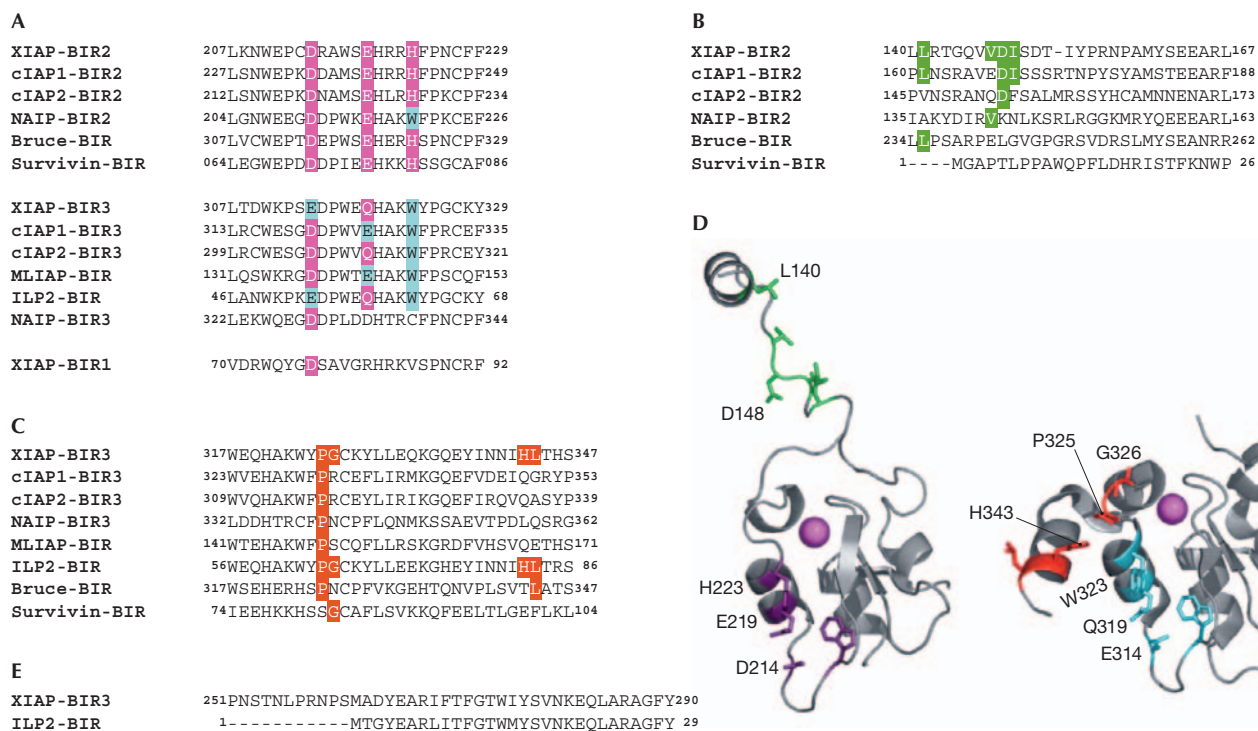 A
XIAP-BIR2 207LKNWEPCDRAWSEHRRHFPNCFF229
cIAP1-BIR2 227LSNWEPKDDAMSEHRRHFPNCPF249
cIAP2-BIR2 212LSNWEPKDNAMSEHLRHFPKCPF234
NAIP-BIR2 204LGNWEEGDDPWKEHAKWFPKCEF226
Bruce-BIR 307LVCWEPTDEPWSEHERHSPNCPF329
Survivin-BIR 064LEGWEPDDDPIEEHKKHSSGCAF086
XIAP-BIR3 307LTDWKPSEDPWEQHAKWYPGCKY329
cIAP1-BIR3 313LRCWESGDDPWVEHAKWFPRCEF335
cIAP2-BIR3 299LRCWESGDDPWVQHAKWFPRCEY321
MLIAP-BIR 131LQSWKRGDDPWTEHAKWFPSCQF153
ILP2-BIR 46LANWKPKEDPWEQHAKWYPGCKY 68
NAIP-BIR3 322LEKWQEGDDPLDDHTRCFPNCPF344
XIAP-BIR1 70VDRWQYGDSAVGRHRKVSPNCRF 92
B
XIAP-BIR2 140LLRTGQVVDISDT-IYPRNPAMYSEEARL167
cIAP1-BIR2 160PLNSRAVEDISSSRTNPYSYAMSTEEARF188
cIAP2-BIR2 145PVNSRANQDFSALMRSSYHCAMNNENARL173
NAIP-BIR2 135IAKYDIRVKNLKSRLRGGKMRYQEEEARL163
Bruce-BIR 234LLPSARPELGVGPGRSVDRSLMYSEANRR262
Survivin-BIR 1----MGAPTLPPAWQPFLDHRISTFKNWP 26
C
XIAP-BIR3 317WEQHAKWYPGCKYLLEQKGQEYINNIHLTHS347
cIAP1-BIR3 323WVEHAKWFPRCEFLIRMKGQEFVDEIQGRYP353
cIAP2-BIR3 309WVQHAKWFPRCEYLIRIKGQEFIRQVQASYP339
NAIP-BIR3 332LDDHTRCFPNCPFLQNMKSSAEVTPDLQSRG362
MLIAP-BIR 141WTEHAKWFPSCQFLLRSKGRDFVHSVQETHS171
ILP2-BIR 56WEQHAKWYPGCKYLLEEKGHEYINNIHLTRS 86
Bruce-BIR 317WSEHERHSPNCPFVKGEHTQNVPLSVTLATS347
Survivin-BIR 74IEEHKKHSSGCAFLSVKKQFEELTLGEFLKL104
D
L140
D148
H223
E219
D214
P325
G326
H343
W323
Q319
E314
E
XIAP-BIR3 251PNSTNLPRNPSMADYEARIFTFGTWIYSVNKEQLARAGFY290
ILP2-BIR 1-----------MTGYEARLITFGTWMYSVNKEQLARAGFY 29